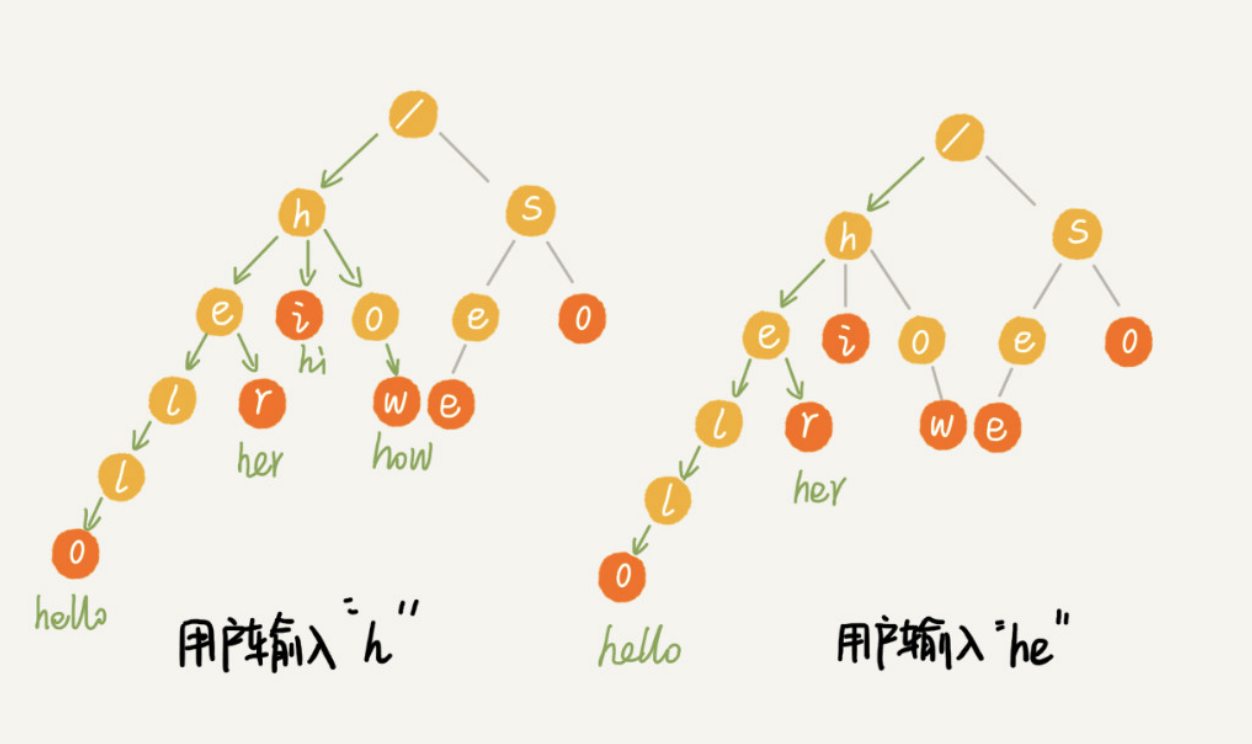 /
h s
e i o e o
hi
l r w e
her how
l
o
hello
用户输入“h”
/
h s
e i o e o
l r w e
her
l
o
hello
用户输入“he”